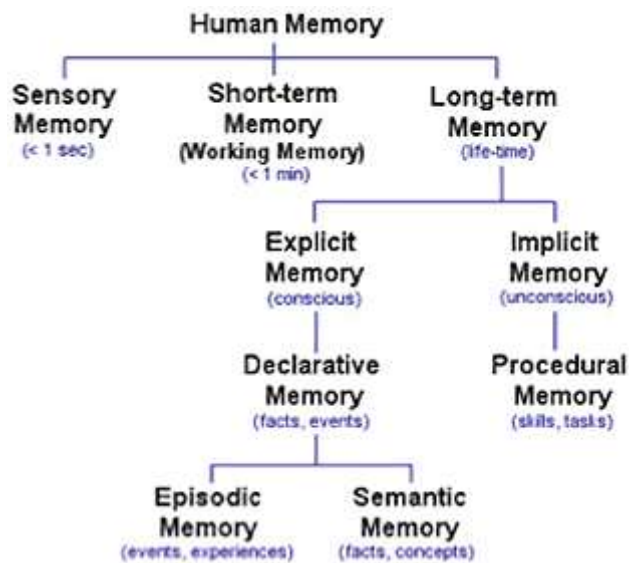 Human Memory
Sensory
Memory
(< 1 sec)
Short-term
Memory
(Working Memory)
(< 1 min)
Long-term
Memory
(life-time)
Explicit
Memory
(conscious)
Implicit
Memory
(unconscious)
Declarative
Memory
(facts, events)
Procedural
Memory
(skills, tasks)
Episodic
Memory
(events, experiences)
Semantic
Memory
(facts, concepts)